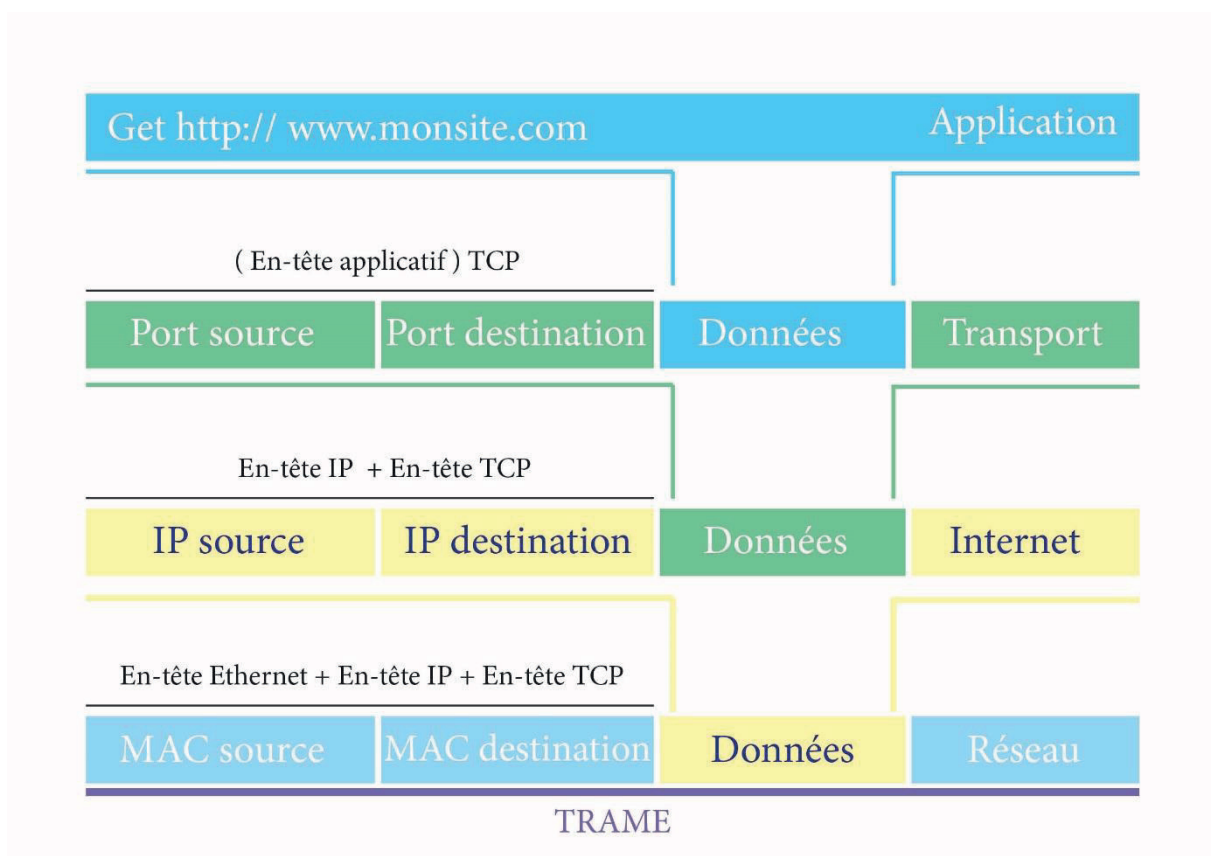 Get http:// www.monsite.com Application
( En-tête applicatif ) TCP
Port source Port destination Données Transport
En-tête IP + En-tête TCP
IP source IP destination Données Internet
En-tête Ethernet + En-tête IP + En-tête TCP
MAC source MAC destination Données Réseau
TRAME